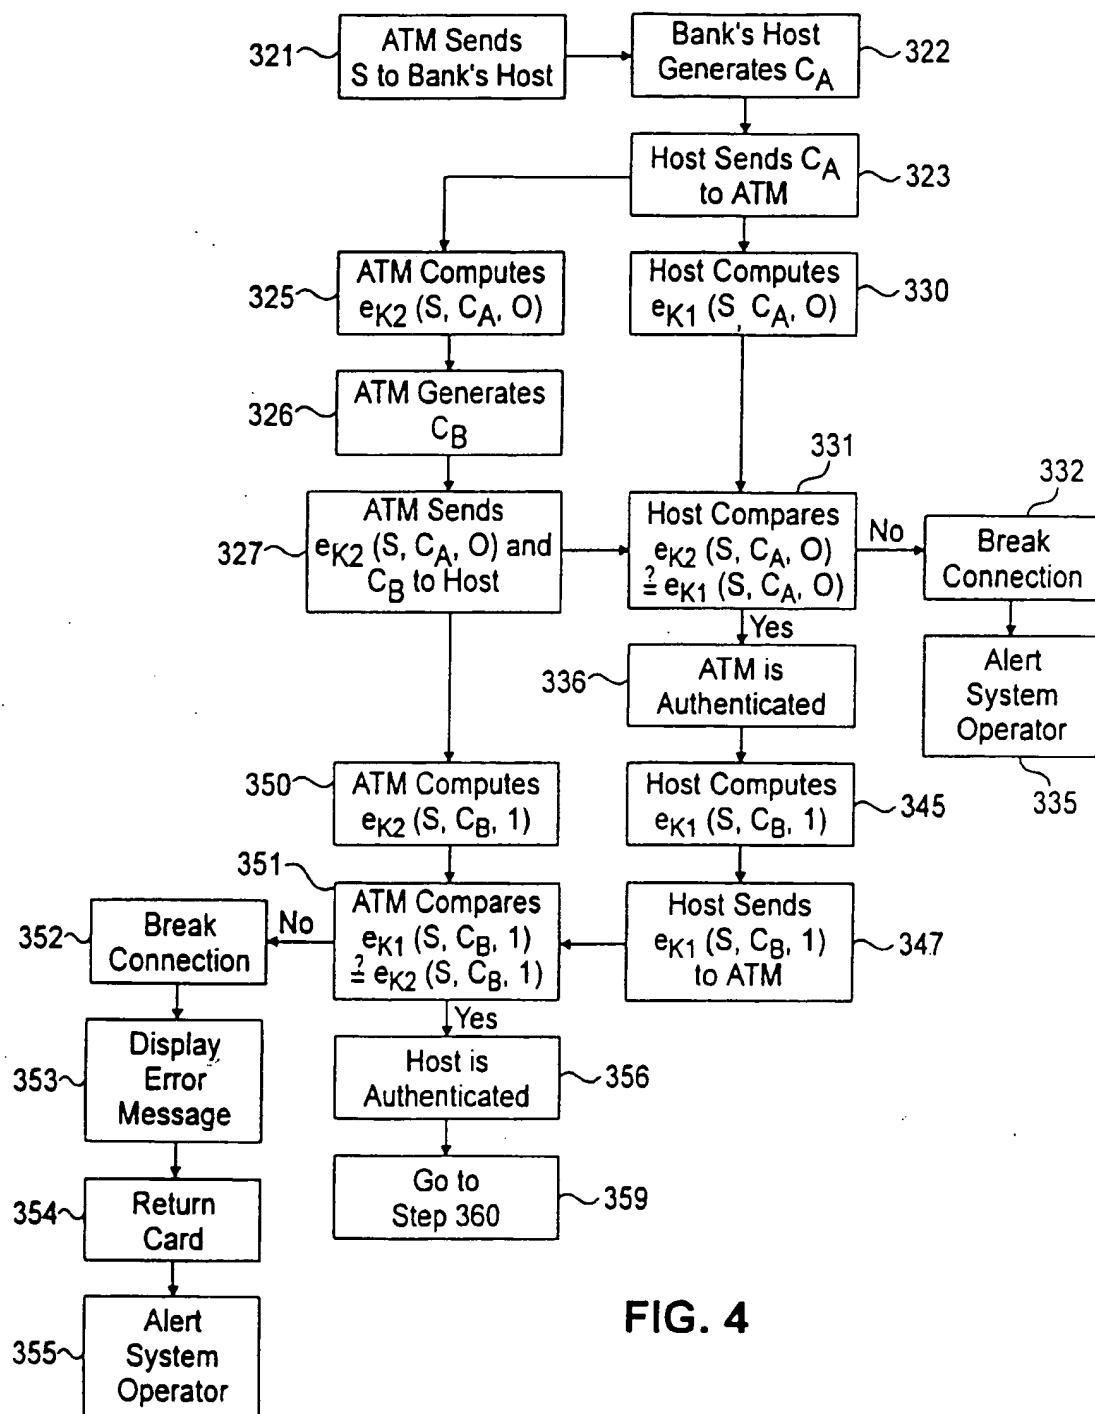 321
ATM Sends
S to Bank's Host
Bank's Host
Generates CA
322
Host Sends CA
to ATM
323
325
ATM Computes
eK2 (S, CA, O)
Host Computes
eK1 (S, CA, O)
330
326
ATM Generates
CB
327
ATM Sends
eK2 (S, CA, O) and
CB to Host
331
Host Compares
eK2 (S, CA, O)
≟ eK1 (S, CA, O)
No
332
Break
Connection
Yes
336
ATM is
Authenticated
Alert
System
Operator
335
350
ATM Computes
eK2 (S, CB, 1)
Host Computes
eK1 (S, CB, 1)
345
351
ATM Compares
eK1 (S, CB, 1)
≟ eK2 (S, CB, 1)
Host Sends
eK1 (S, CB, 1)
to ATM
347
No
352
Break
Connection
Yes
353
Display
Error
Message
Host is
Authenticated
356
354
Return
Card
Go to
Step 360
359
355
Alert
System
Operator
FIG. 4